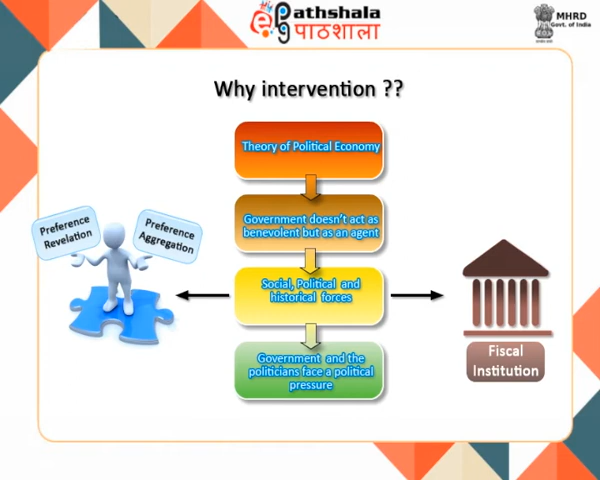 e Pathshala
पाठशाला
MHRD
Govt. of India
Why intervention ??
Theory of Political Economy
Government doesn't act as
benevolent but as an agent
Preference
Revelation
Preference
Aggregation
Social, Political and
historical forces
Fiscal
Institution
Government and the
politicians face a political
pressure